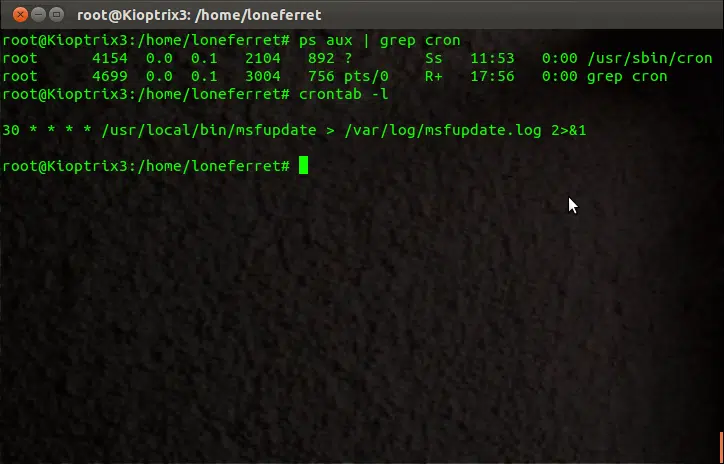 root@Kioptrix3: /home/loneferret
root@Kioptrix3:/home/loneferret# ps aux | grep cron
root      4154  0.0  0.1   2104   892 ?        Ss   11:53   0:00 /usr/sbin/cron
root      4699  0.0  0.1   3004   756 pts/0    R+   17:56   0:00 grep cron
root@Kioptrix3:/home/loneferret# crontab -l
30 * * * * /usr/local/bin/msfupdate > /var/log/msfupdate.log 2>&1
root@Kioptrix3:/home/loneferret#